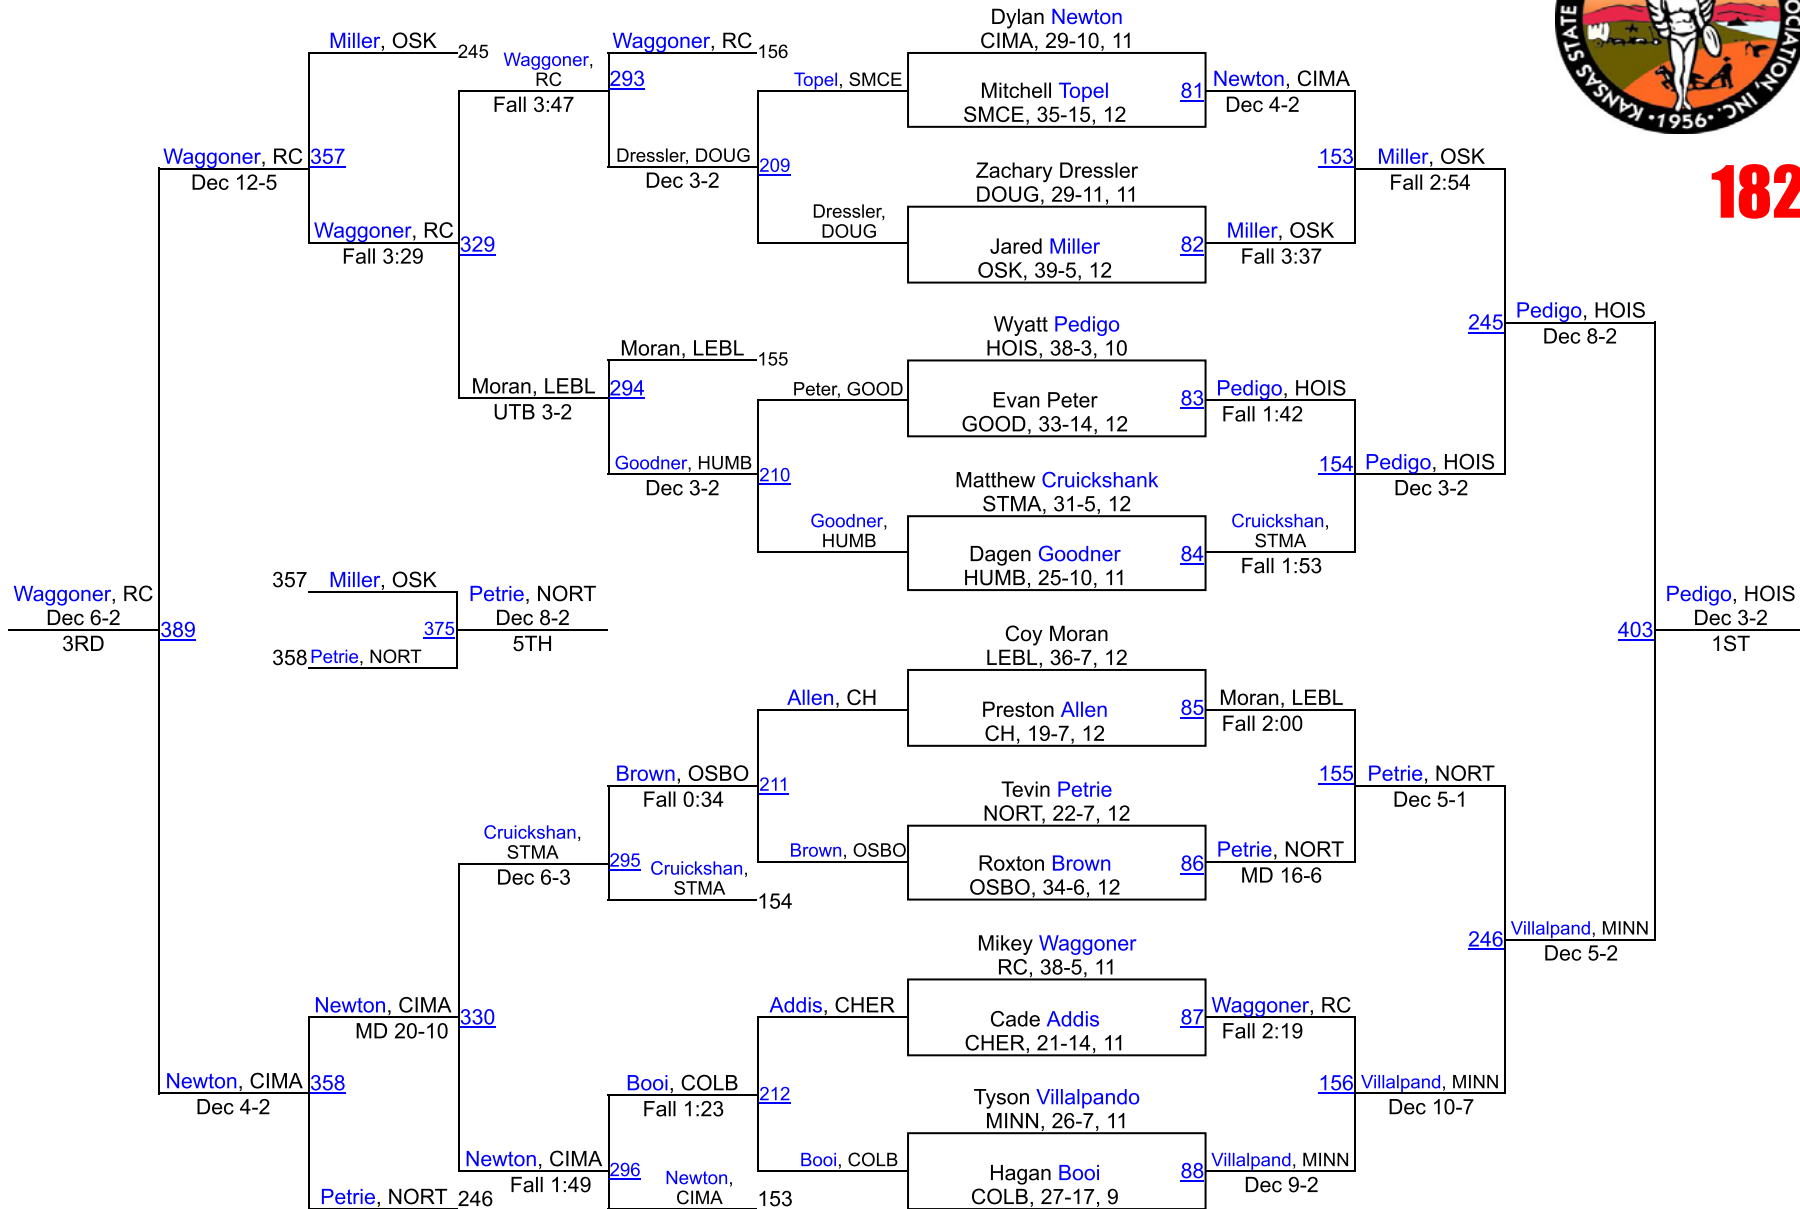 Dylan Newton
CIMA, 29-10, 11
Mitchell Topel
SMCE, 35-15, 12
Zachary Dressler
DOUG, 29-11, 11
Jared Miller
OSK, 39-5, 12
Wyatt Pedigo
HOIS, 38-3, 10
Evan Peter
GOOD, 33-14, 12
Matthew Cruickshank
STMA, 31-5, 12
Dagen Goodner
HUMB, 25-10, 11
Coy Moran
LEBL, 36-7, 12
Preston Allen
CH, 19-7, 12
Tevin Petrie
NORT, 22-7, 12
Roxton Brown
OSBO, 34-6, 12
Mikey Waggoner
RC, 38-5, 11
Cade Addis
CHER, 21-14, 11
Tyson Villalpando
MINN, 26-7, 11
Hagan Booi
COLB, 27-17, 9
81
Newton, CIMA
Dec 4-2
82
Miller, OSK
Fall 3:37
83
Pedigo, HOIS
Fall 1:42
84
Cruickshan,
STMA
Fall 1:53
85
Moran, LEBL
Fall 2:00
86
Petrie, NORT
MD 16-6
87
Waggoner, RC
Fall 2:19
88
Villalpand, MINN
Dec 9-2
153
Miller, OSK
Fall 2:54
154
Pedigo, HOIS
Dec 3-2
155
Petrie, NORT
Dec 5-1
156
Villalpand, MINN
Dec 10-7
245
Pedigo, HOIS
Dec 8-2
246
Villalpand, MINN
Dec 5-2
403
Pedigo, HOIS
Dec 3-2
1ST
Topel, SMCE
Dressler,
DOUG
209
Peter, GOOD
Goodner,
HUMB
210
Allen, CH
Brown, OSBO
211
Addis, CHER
Booi, COLB
212
Waggoner, RC
156
Dressler, DOUG
Dec 3-2
293
Moran, LEBL
155
Goodner, HUMB
Dec 3-2
294
Brown, OSBO
Fall 0:34
295
Cruickshan,
STMA
154
Booi, COLB
Fall 1:23
296
Newton,
CIMA
153
Waggoner,
RC
Fall 3:47
Moran, LEBL
UTB 3-2
329
Cruickshan,
STMA
Dec 6-3
Newton, CIMA
Fall 1:49
330
Miller, OSK
245
Waggoner, RC
Fall 3:29
357
Newton, CIMA
MD 20-10
358
Petrie, NORT
246
Waggoner, RC
Dec 12-5
Newton, CIMA
Dec 4-2
389
Waggoner, RC
Dec 6-2
3RD
357
Miller, OSK
358
Petrie, NORT
375
Petrie, NORT
Dec 8-2
5TH
KANSAS STATE
OCIATION, INC.
•1956•
182